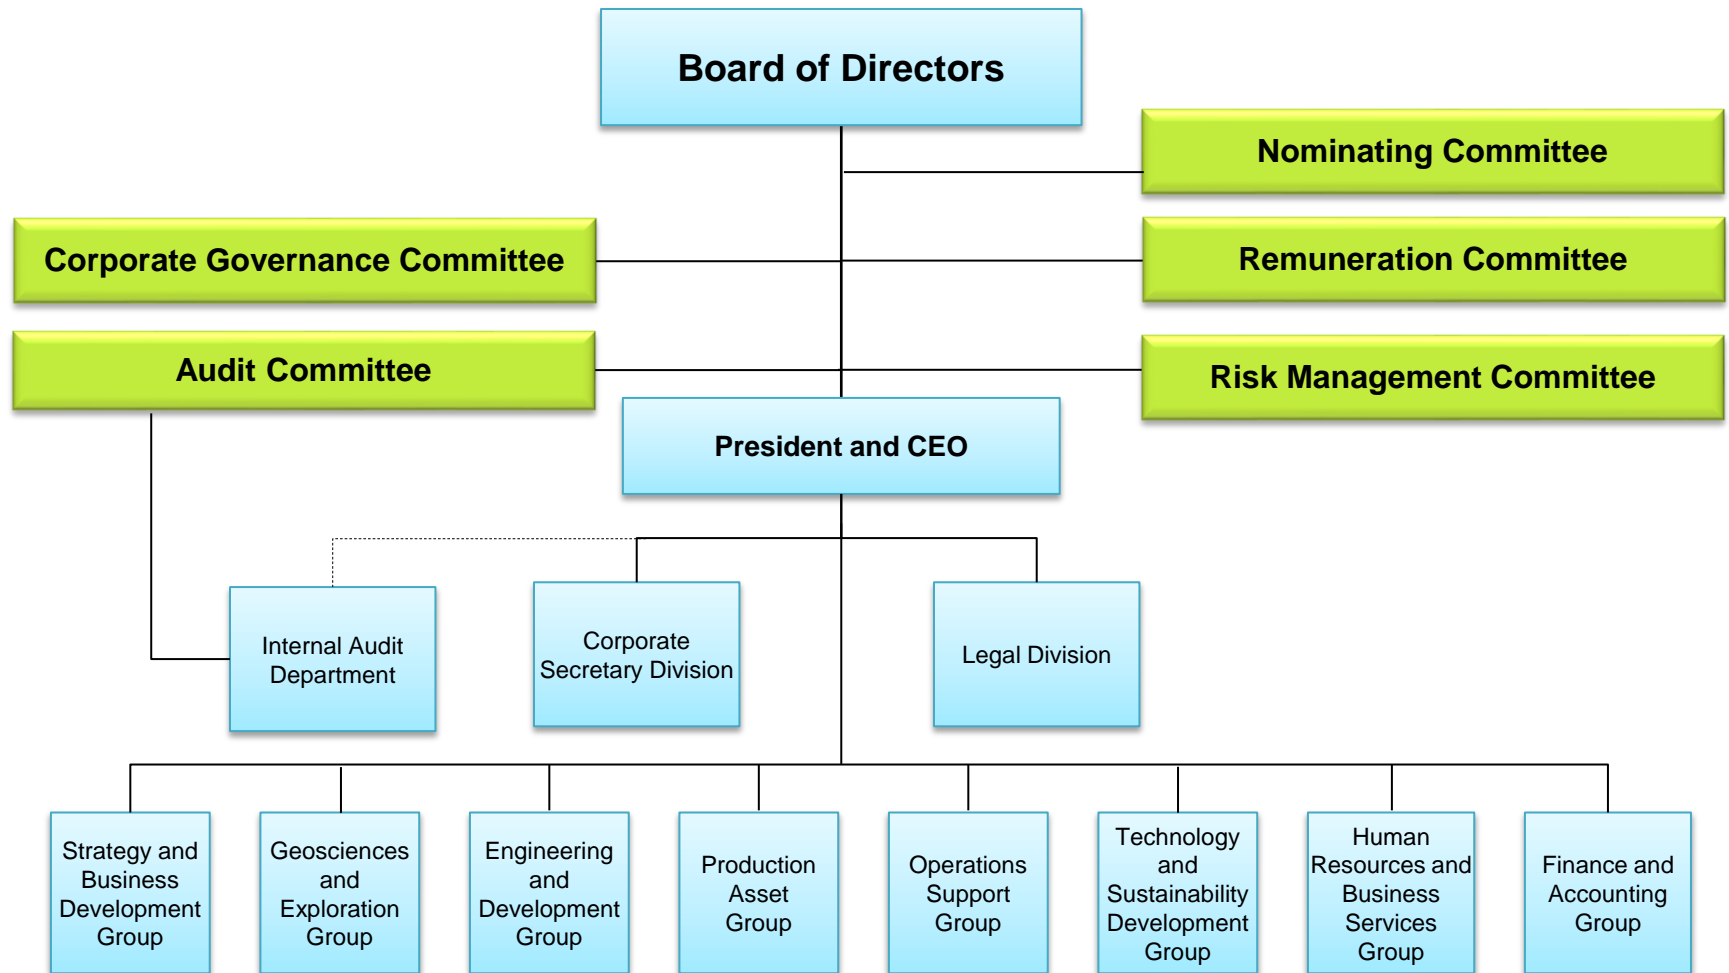 Board of Directors
Nominating Committee
Corporate Governance Committee
Remuneration Committee
Audit Committee
Risk Management Committee
President and CEO
Internal Audit
Department
Corporate
Secretary Division
Legal Division
Strategy and
Business
Development
Group
Geosciences
and
Exploration
Group
Engineering
and
Development
Group
Production
Asset
Group
Operations
Support
Group
Technology
and
Sustainability
Development
Group
Human
Resources and
Business
Services
Group
Finance and
Accounting
Group